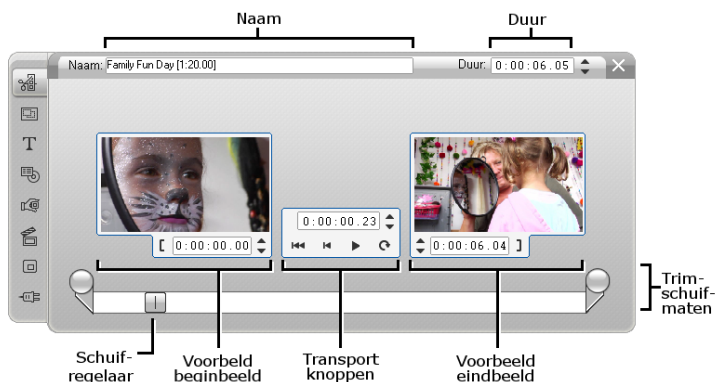 Naam
Duur
Naam: Family Fun Day [1:20.00]
Duur: 0:00:06.05
T
0:00:00.23
[ 0:00:00.00
0:00:06.04 ]
Trim-
schuif-
maten
Schuif-
regelaar
Voorbeld
beginbeeld
Transport
knoppen
Voorbeeld
eindbeeld